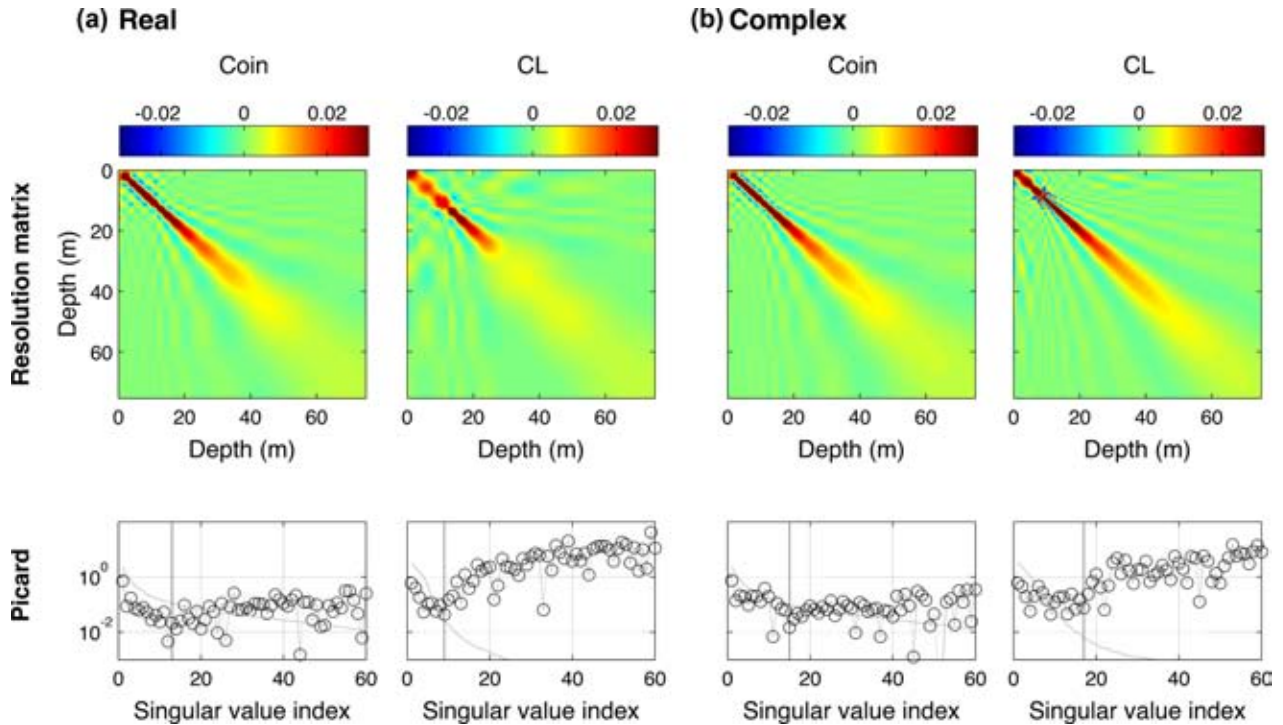 (a) Real
(b) Complex
Coin
CL
Coin
CL
-0.02 0 0.02
-0.02 0 0.02
-0.02 0 0.02
-0.02 0 0.02
Resolution matrix
Depth (m)
0
20
40
60
0 20 40 60
0 20 40 60
0 20 40 60
0 20 40 60
Depth (m)
Depth (m)
Depth (m)
Depth (m)
Picard
10^0
10^-2
0 20 40 60
0 20 40 60
0 20 40 60
0 20 40 60
Singular value index
Singular value index
Singular value index
Singular value index